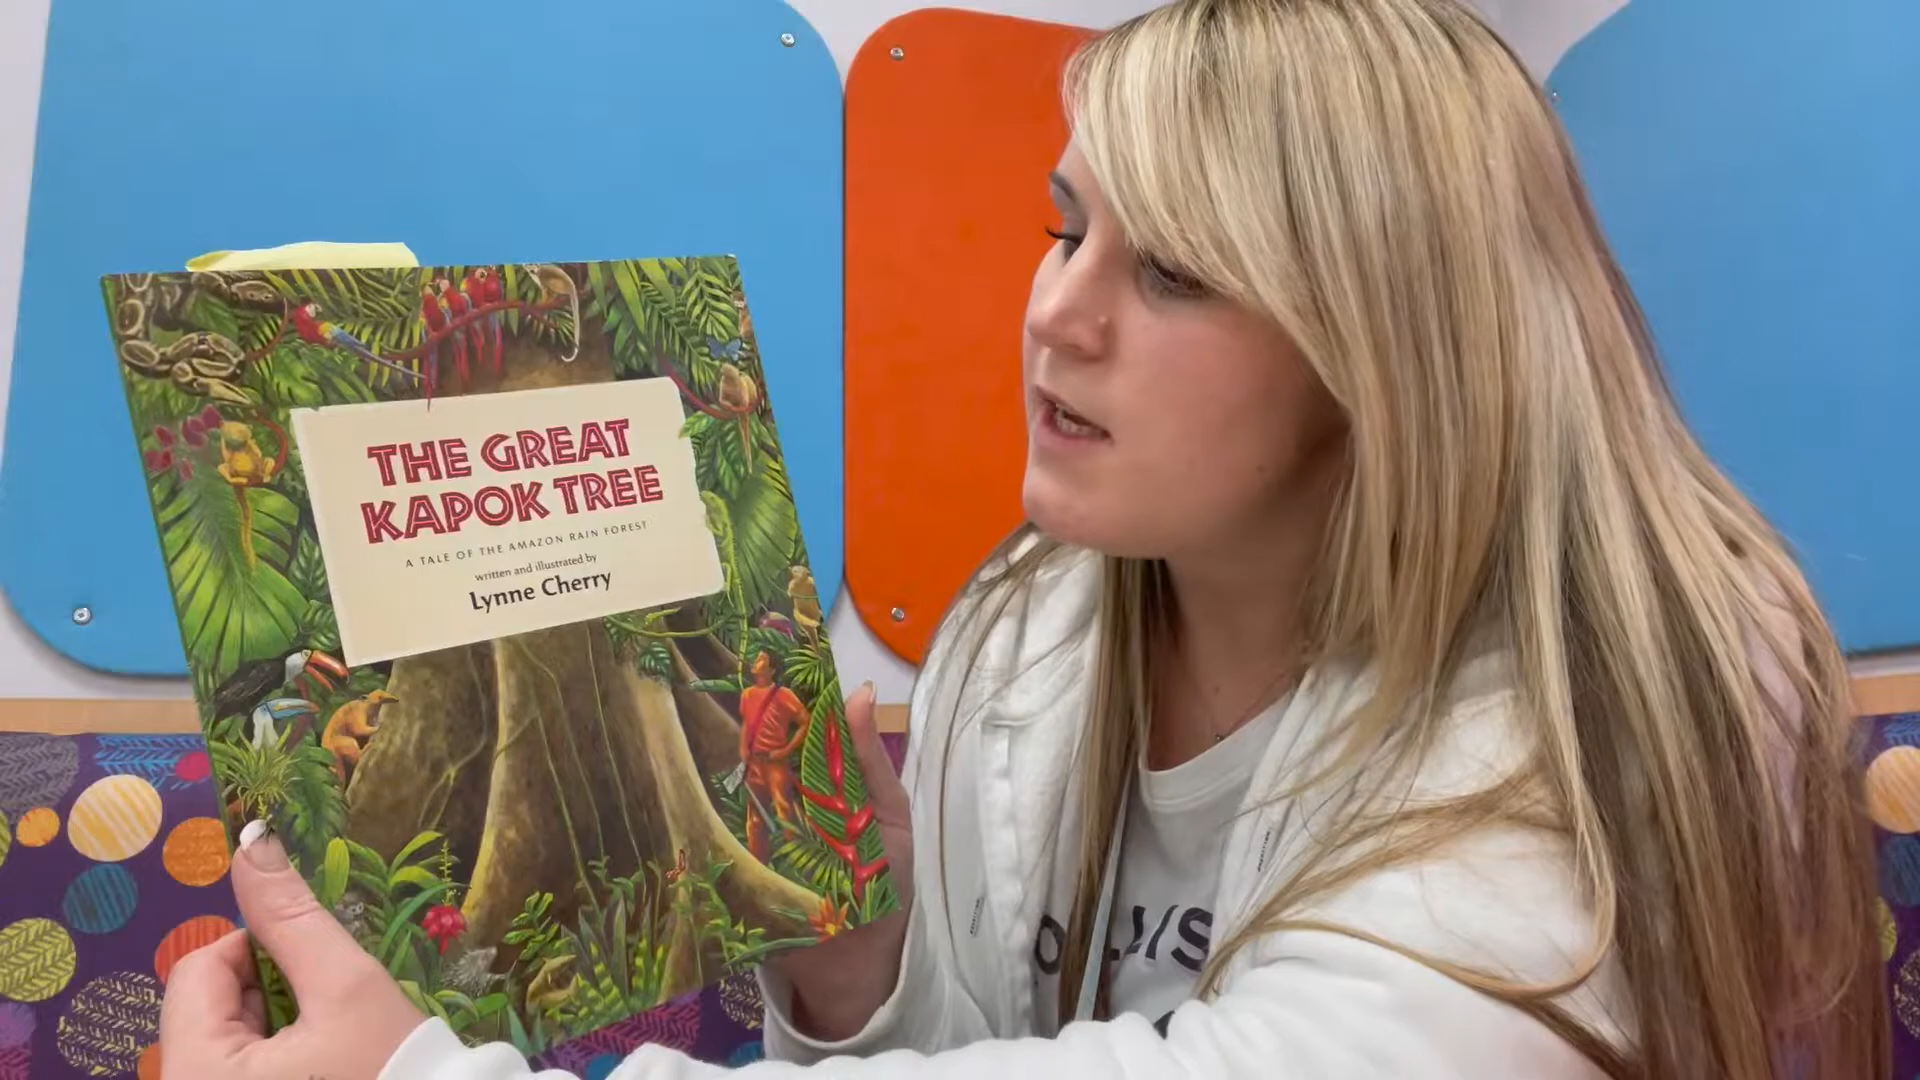 THE GREAT
KAPOK TREE
A TALE OF THE AMAZON RAIN FOREST
written and illustrated by
Lynne Cherry